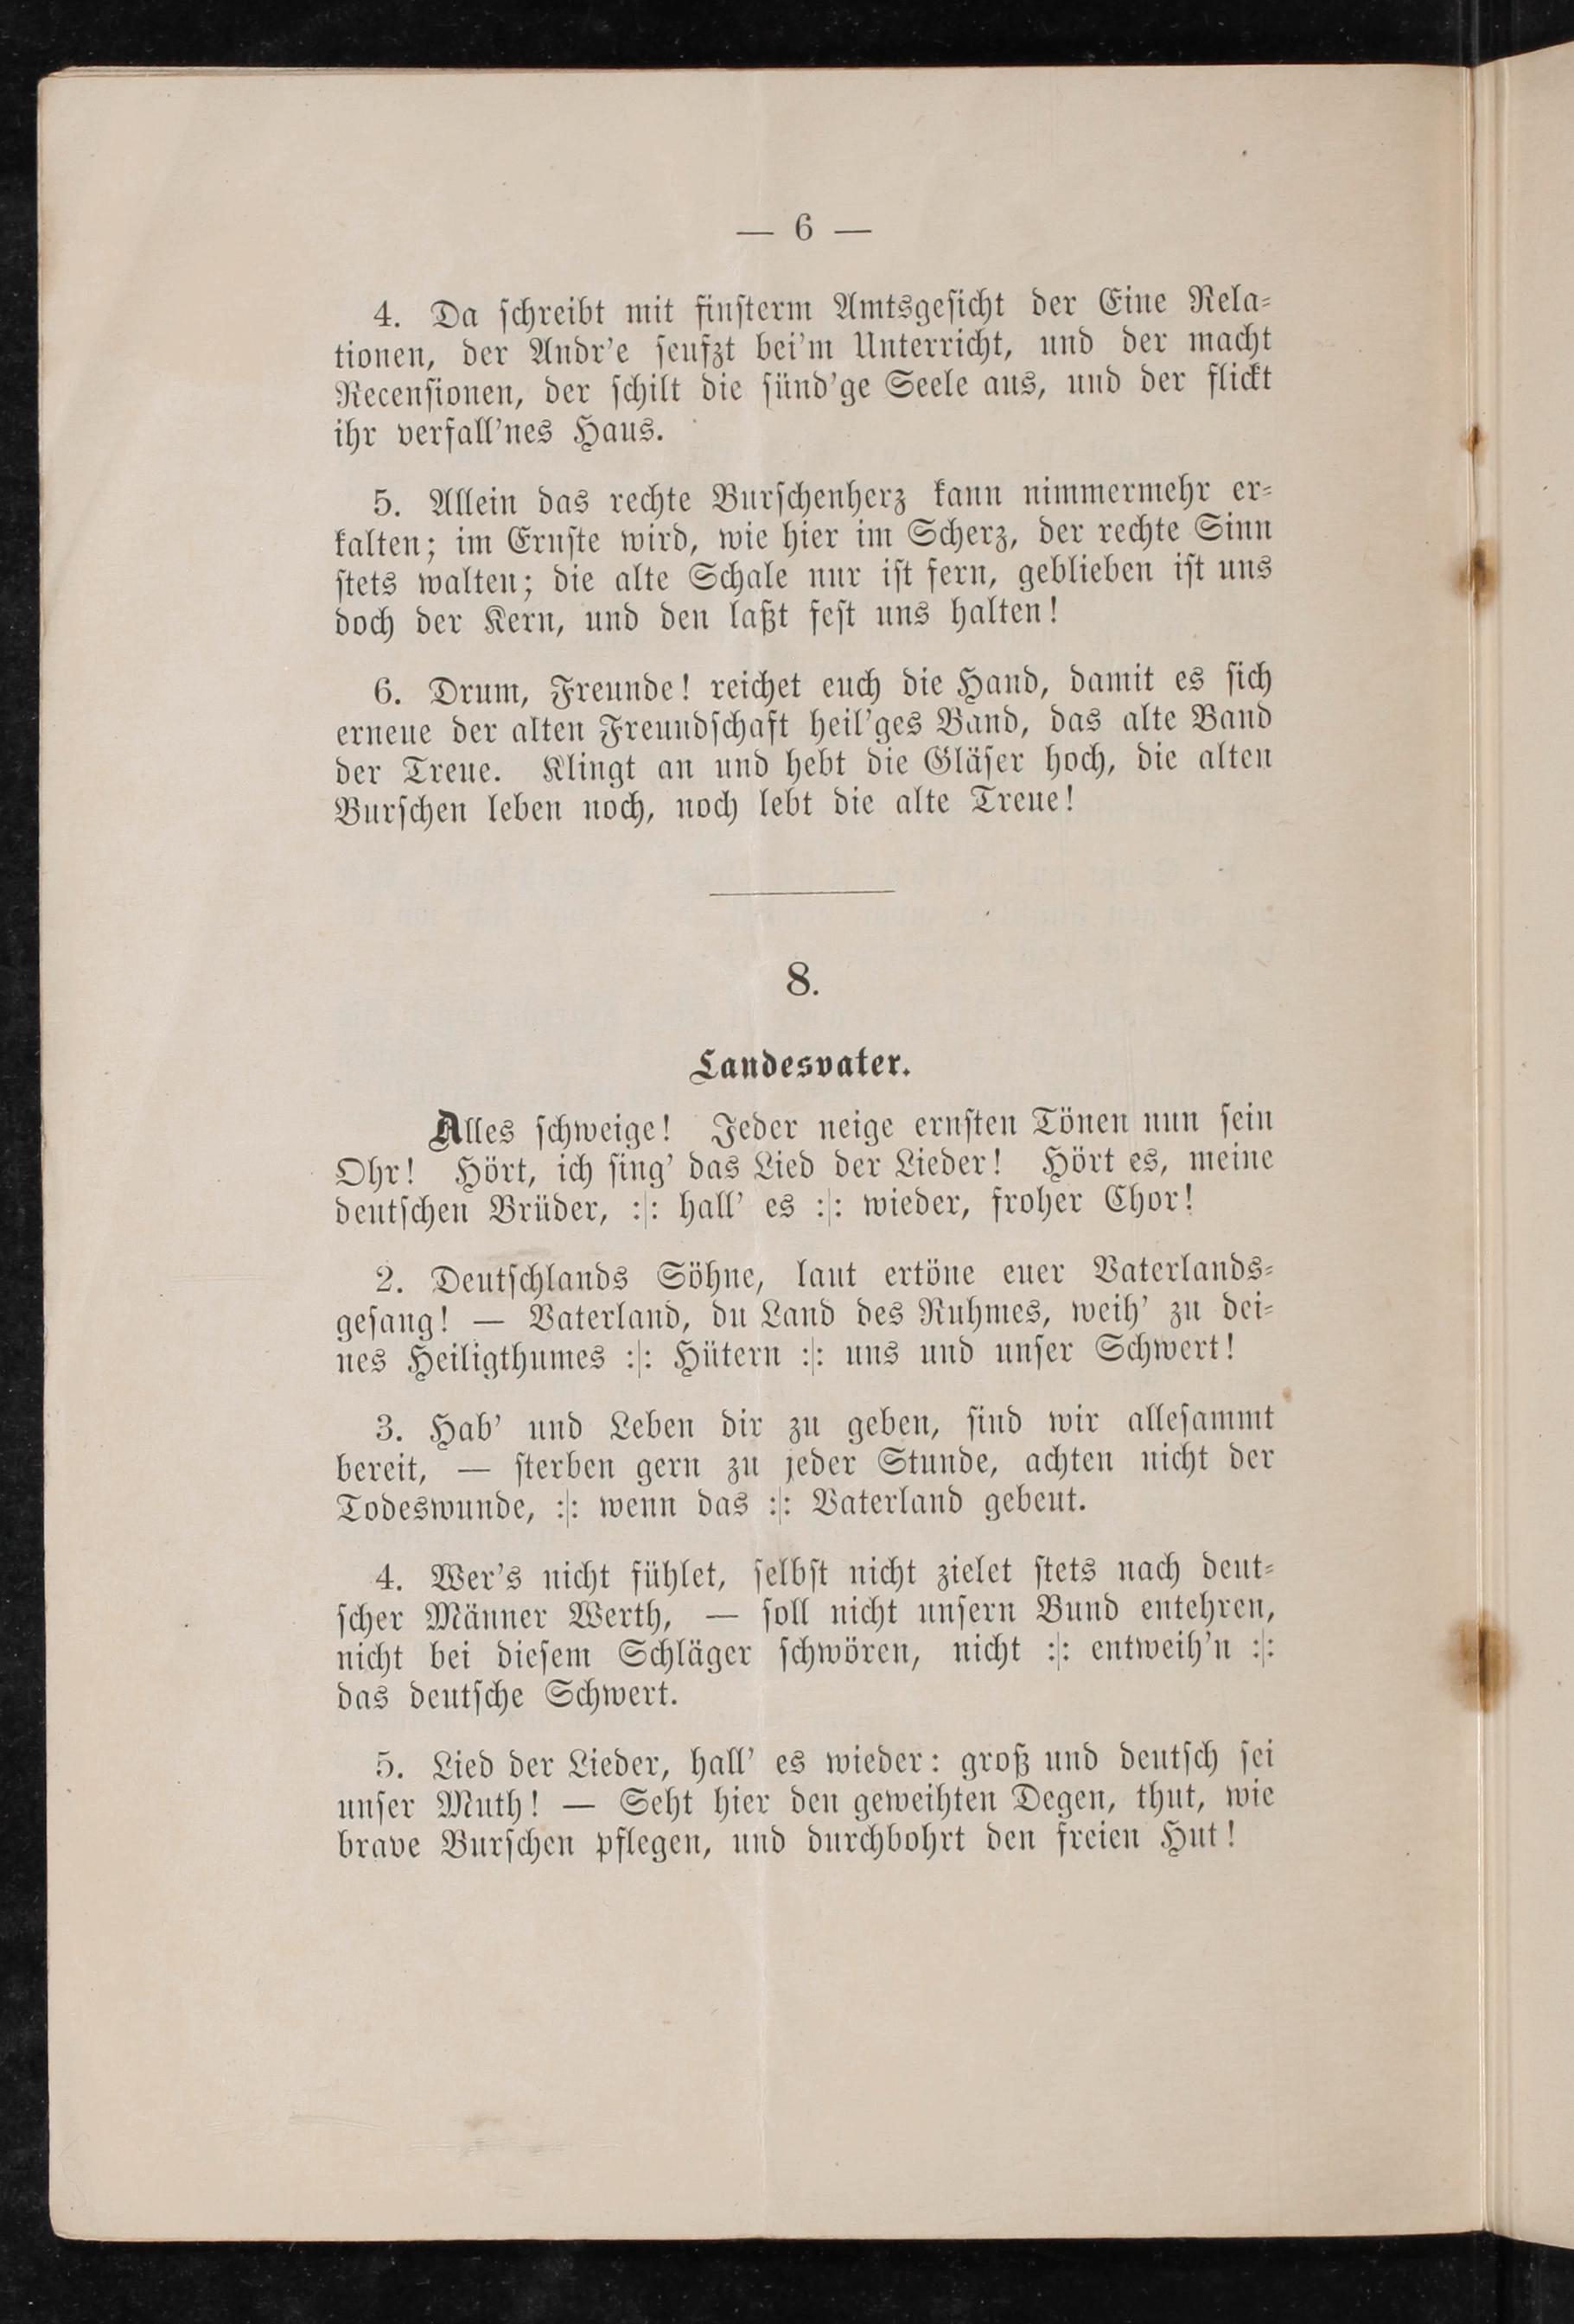 — 6 —
4. Da schreibt mit finsterm Amtsgesicht der Eine Rela-
tionen, der Andr'e seufzt bei'm Unterricht, und der macht
Recensionen, der schilt die sünd'ge Seele aus, und der flickt
ihr verfall'nes Haus.
5. Allein das rechte Burschenherz kann nimmermehr er-
kalten; im Ernste wird, wie hier im Scherz, der rechte Sinn
stets walten; die alte Schale nur ist fern, geblieben ist uns
doch der Kern, und den laßt fest uns halten!
6. Drum, Freunde! reichet euch die Hand, damit es sich
erneue der alten Freundschaft heil'ges Band, das alte Band
der Treue. Klingt an und hebt die Gläser hoch, die alten
Burschen leben noch, noch lebt die alte Treue!
8.
Landesvater.
Alles schweige! Jeder neige ernsten Tönen nun sein
Ohr! Hört, ich sing' das Lied der Lieder! Hört es, meine
deutschen Brüder, :|: hall' es :|: wieder, froher Chor!
2. Deutschlands Söhne, laut ertöne euer Vaterlands-
gesang! — Vaterland, du Land des Ruhmes, weih' zu dei-
nes Heiligthumes :|: Hütern :|: uns und unser Schwert!
3. Hab' und Leben dir zu geben, sind wir allesammt
bereit, — sterben gern zu jeder Stunde, achten nicht der
Todeswunde, :|: wenn das :|: Vaterland gebeut.
4. Wer's nicht fühlet, selbst nicht zielet stets nach deut-
scher Männer Werth, — soll nicht unsern Bund entehren,
nicht bei diesem Schläger schwören, nicht :|: entweih'n :|:
das deutsche Schwert.
5. Lied der Lieder, hall' es wieder: groß und deutsch sei
unser Muth! — Seht hier den geweihten Degen, thut, wie
brave Burschen pflegen, und durchbohrt den freien Hut!